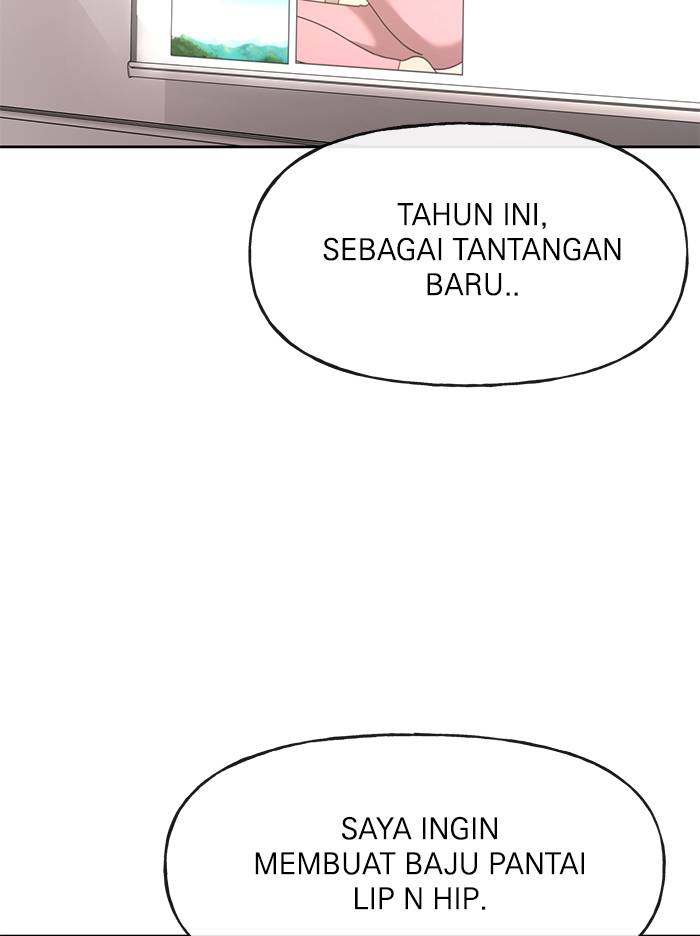 TAHUN INI,
SEBAGAI TANTANGAN
BARU..
SAYA INGIN
MEMBUAT BAJU PANTAI
LIP N HIP.